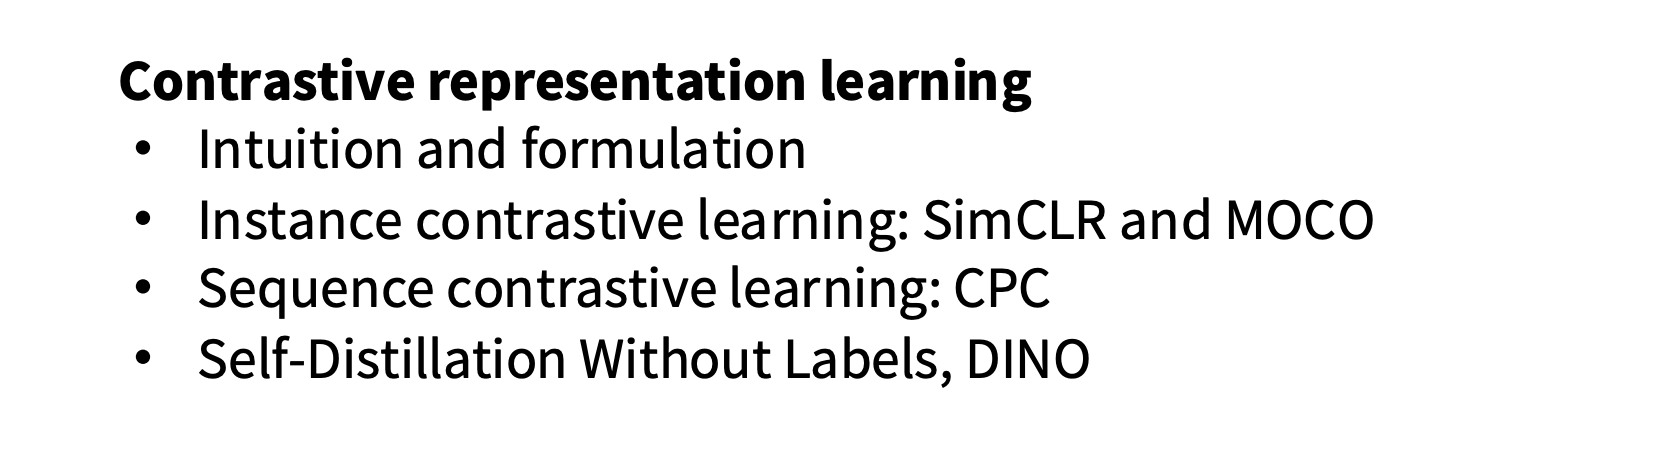 Contrastive representation learning
• Intuition and formulation
• Instance contrastive learning: SimCLR and MOCO
• Sequence contrastive learning: CPC
• Self-Distillation Without Labels, DINO